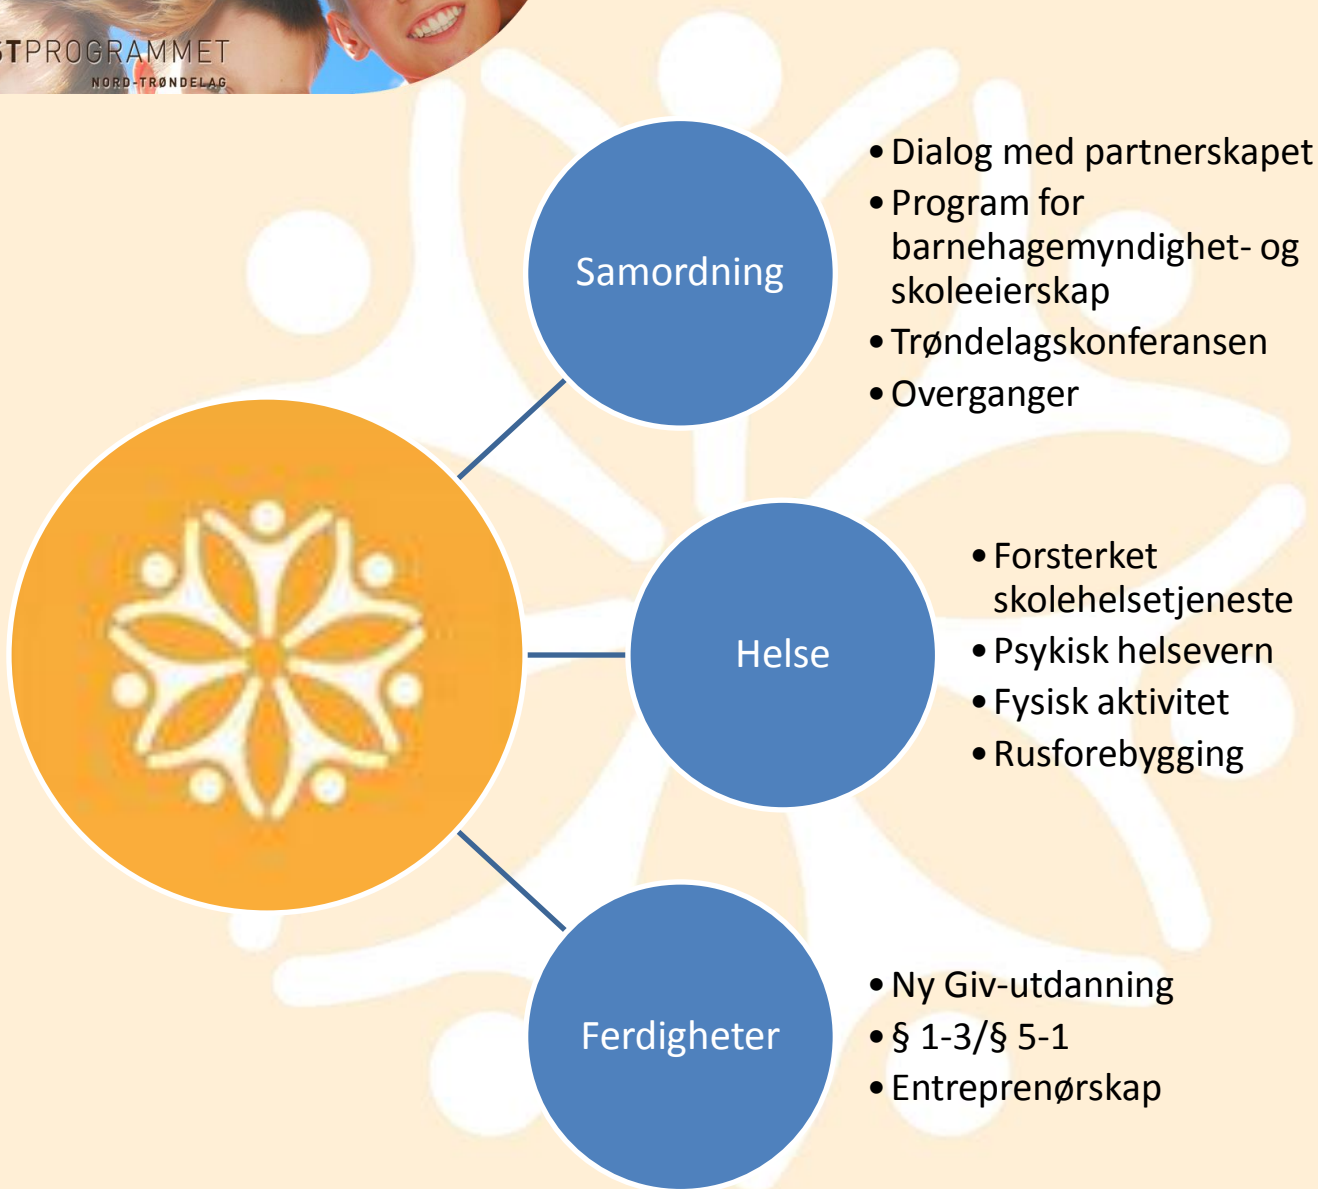 STPROGRAMMET
NORD-TRØNDELAG
Samordning
• Dialog med partnerskapet
• Program for
barnehagemyndighet- og
skoleeierskap
• Trøndelagskonferansen
• Overganger
Helse
• Forsterket
skolehelsetjeneste
• Psykisk helsevern
• Fysisk aktivitet
• Rusforebygging
Ferdigheter
• Ny Giv-utdanning
• § 1-3/§ 5-1
• Entreprenørskap